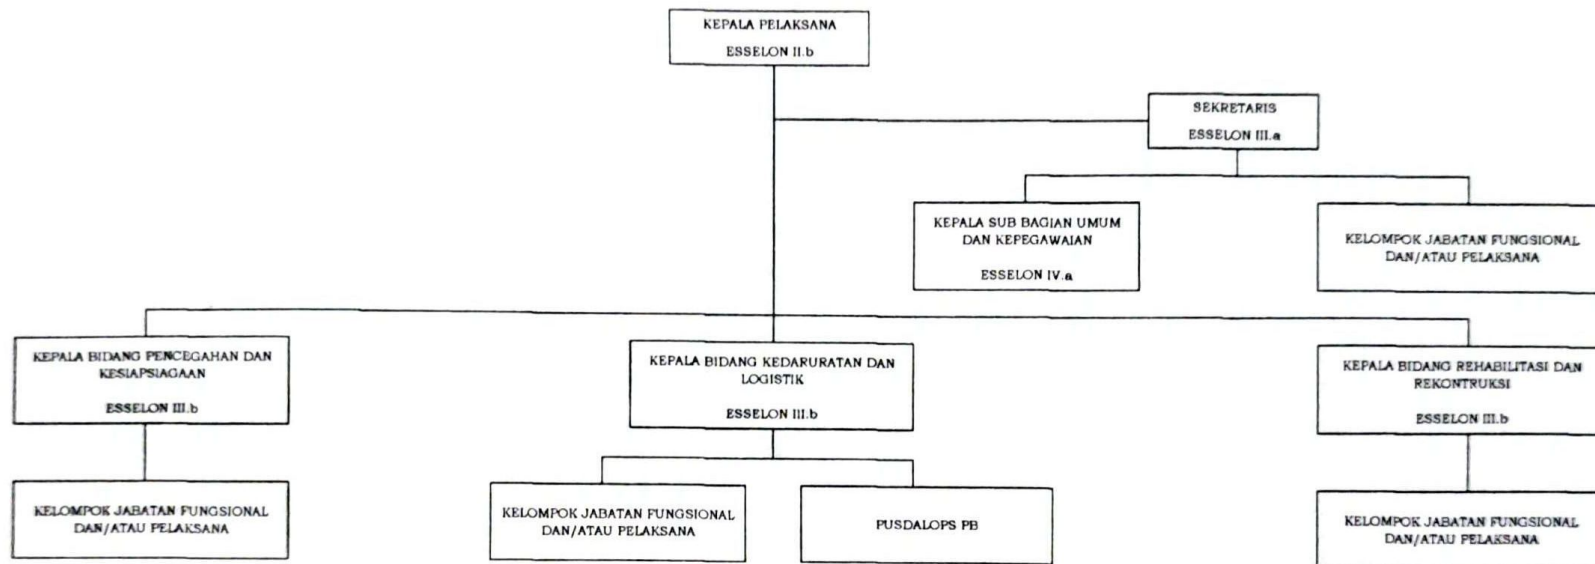 KEPALA PELAKSANA
ESSELON II.b
SEKRETARIS
ESSELON III.a
KEPALA SUB BAGIAN UMUM
DAN KEPEGAWAIAN
ESSELON IV.a
KELOMPOK JABATAN FUNGSIONAL
DAN/ATAU PELAKSANA
KEPALA BIDANG PENCEGAHAN DAN
KESIAPSIAGAAN
ESSELON III.b
KEPALA BIDANG KEDARURATAN DAN
LOGISTIK
ESSELON III.b
KEPALA BIDANG REHABILITASI DAN
REKONTRUKSI
ESSELON III.b
KELOMPOK JABATAN FUNGSIONAL
DAN/ATAU PELAKSANA
KELOMPOK JABATAN FUNGSIONAL
DAN/ATAU PELAKSANA
PUSDALOPS PB
KELOMPOK JABATAN FUNGSIONAL
DAN/ATAU PELAKSANA